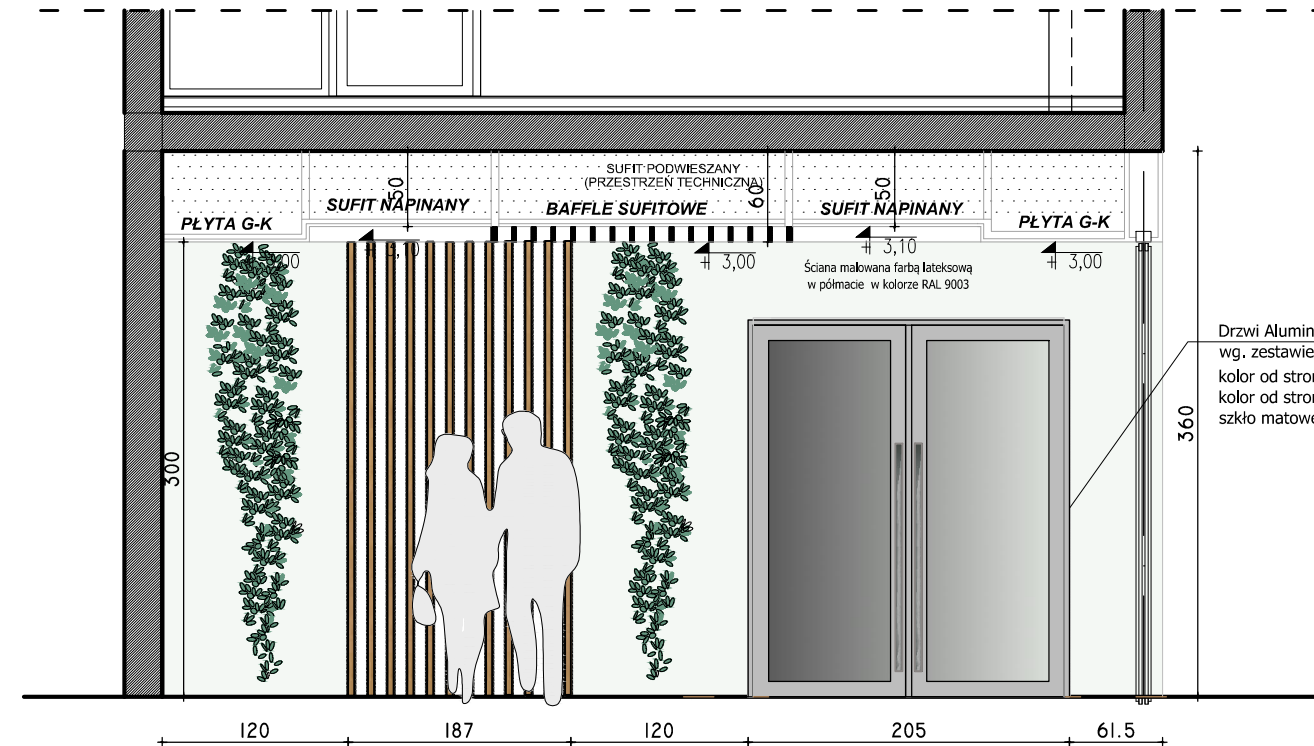 SUFIT PODWIESZANY
(PRZESTRZEŃ TECHNICZNA)
50
60
50
PŁYTA G-K
SUFIT NAPINANY
BAFFLE SUFITOWE
SUFIT NAPINANY
PŁYTA G-K
3,00
3,10
3,00
3,10
3,00
Ściana malowana farbą lateksową
w półmacie w kolorze RAL 9003
Drzwi Alumin
wg. zestawie
kolor od stron
kolor od stron
szkło matowe
300
360
120
187
120
205
61.5